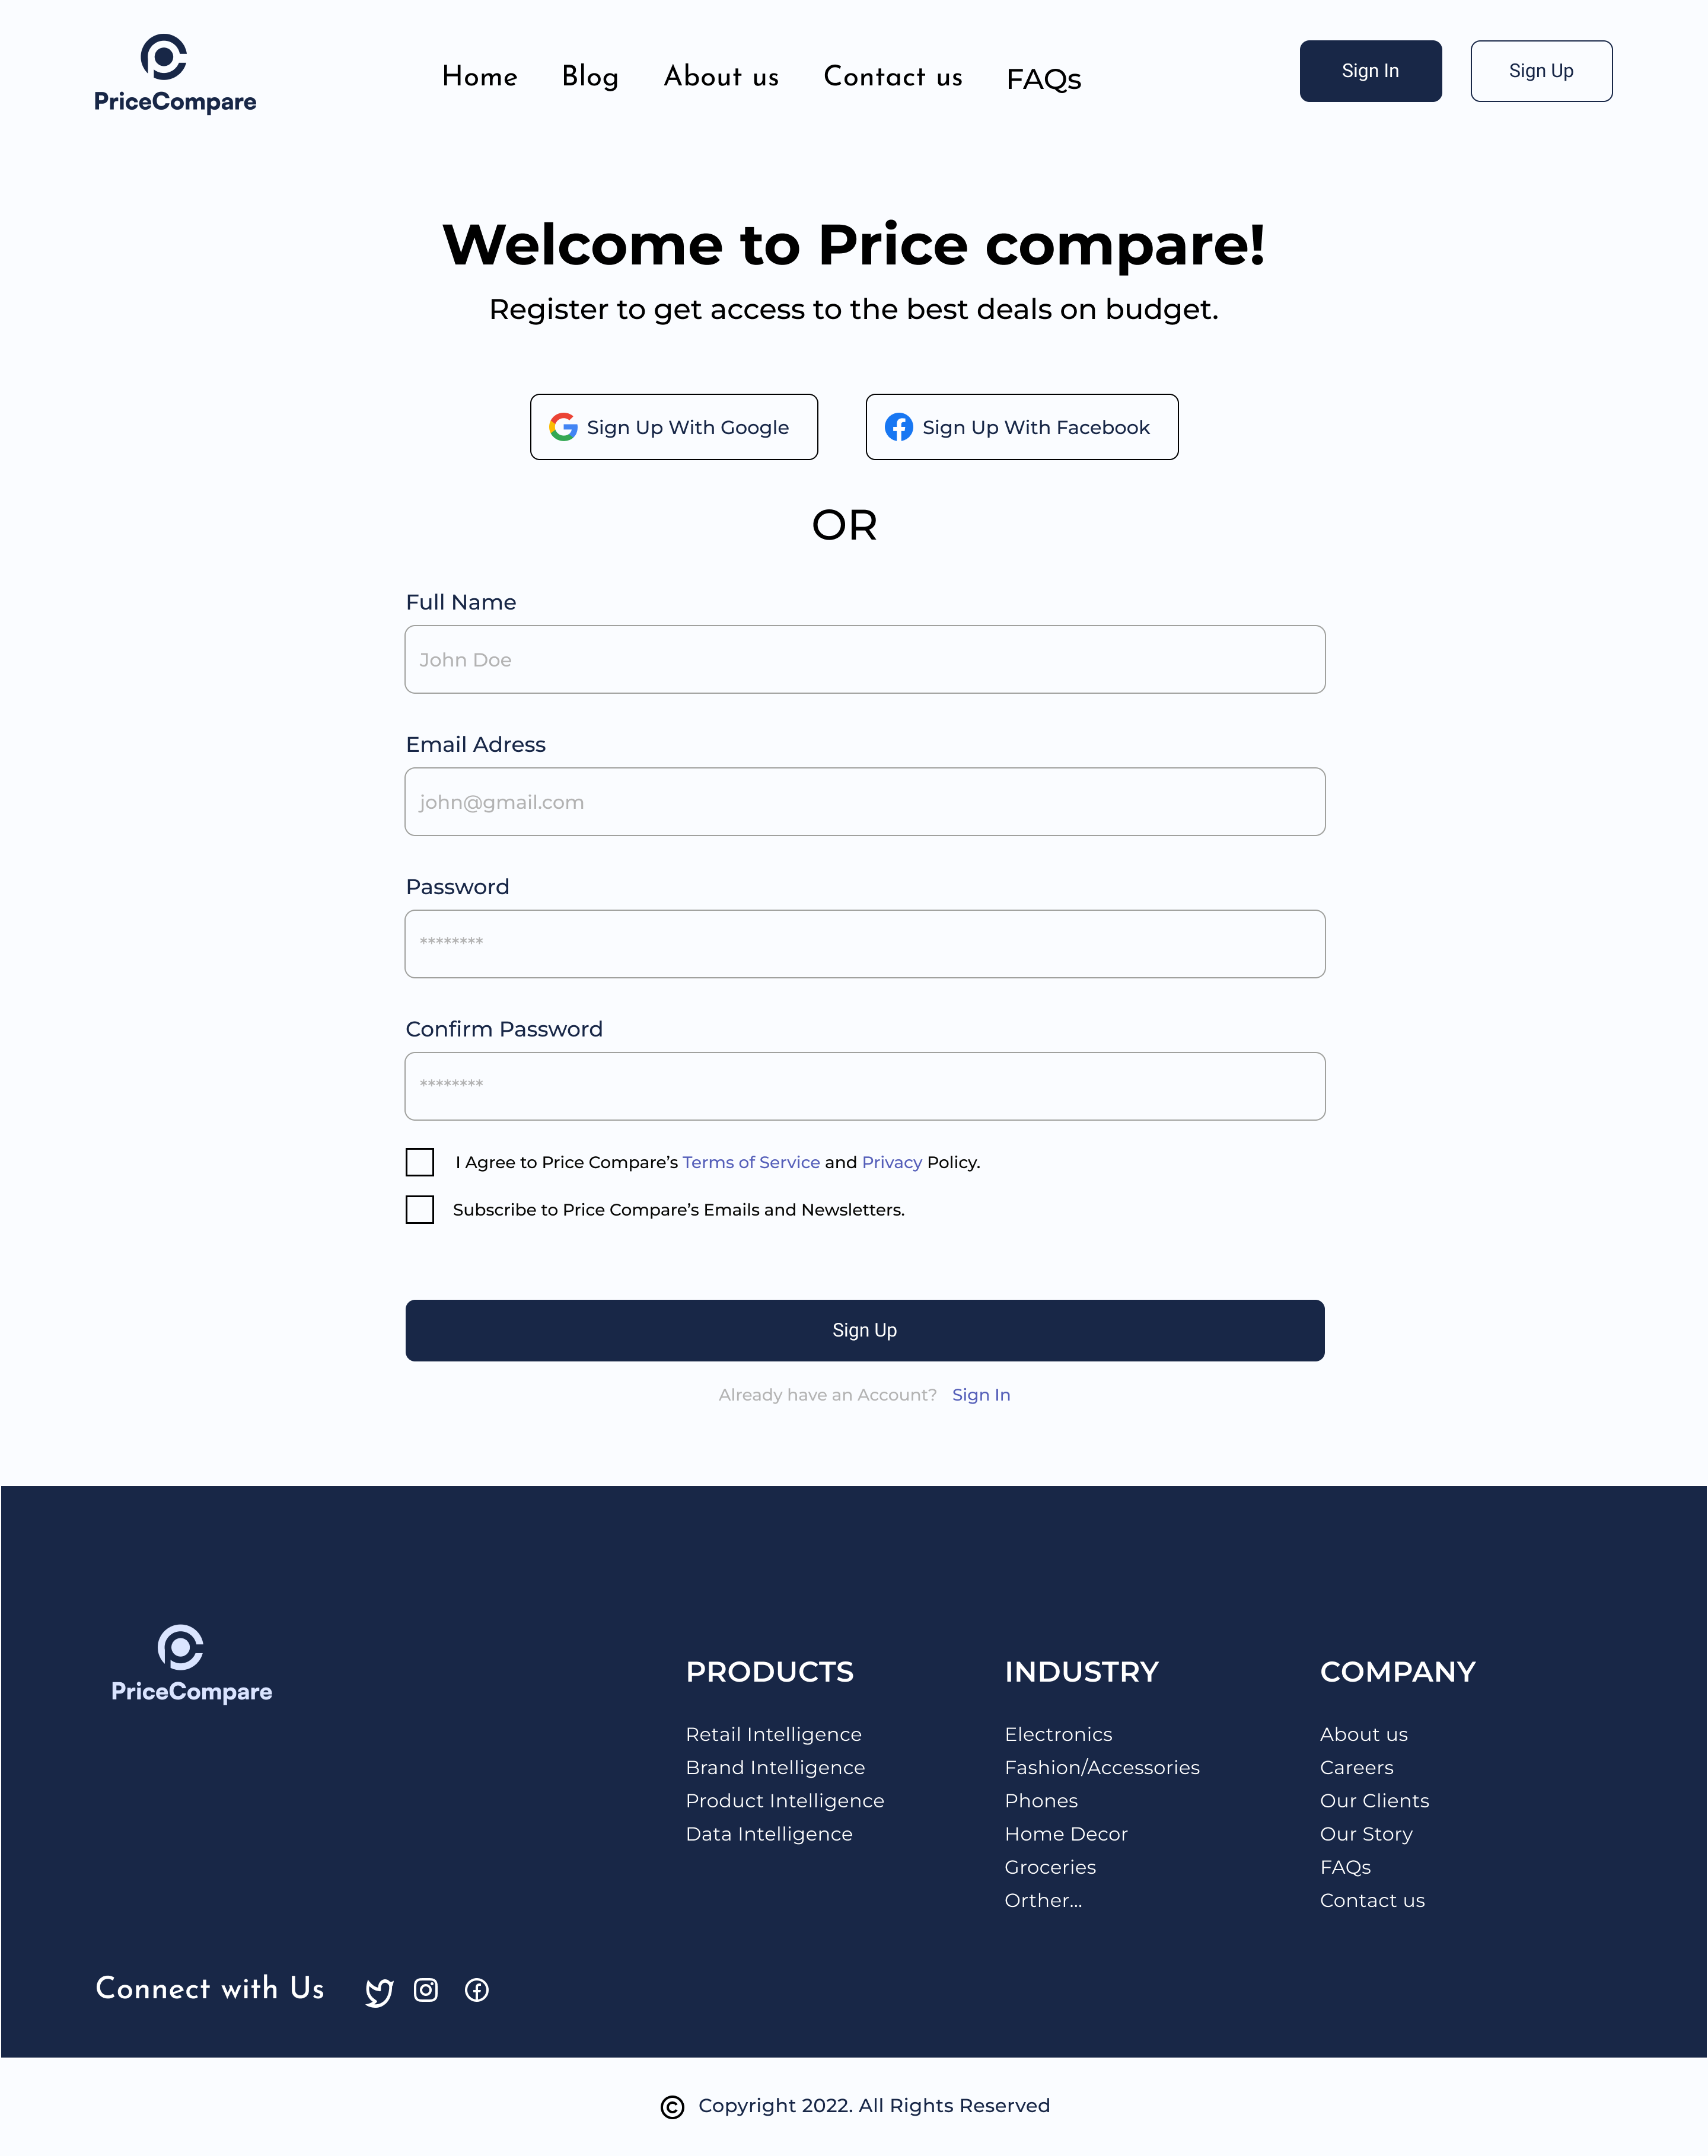 PriceCompare
Home
Blog
About us
Contact us
FAQs
Sign In
Sign Up
Welcome to Price compare!
Register to get access to the best deals on budget.
Sign Up With Google
Sign Up With Facebook
OR
Full Name
John Doe
Email Adress
john@gmail.com
Password
********
Confirm Password
********
I Agree to Price Compare’s Terms of Service and Privacy Policy.
Subscribe to Price Compare’s Emails and Newsletters.
Sign Up
Already have an Account? Sign In
PriceCompare
PRODUCTS
Retail Intelligence
Brand Intelligence
Product Intelligence
Data Intelligence
INDUSTRY
Electronics
Fashion/Accessories
Phones
Home Decor
Groceries
Orther...
COMPANY
About us
Careers
Our Clients
Our Story
FAQs
Contact us
Connect with Us
© Copyright 2022. All Rights Reserved